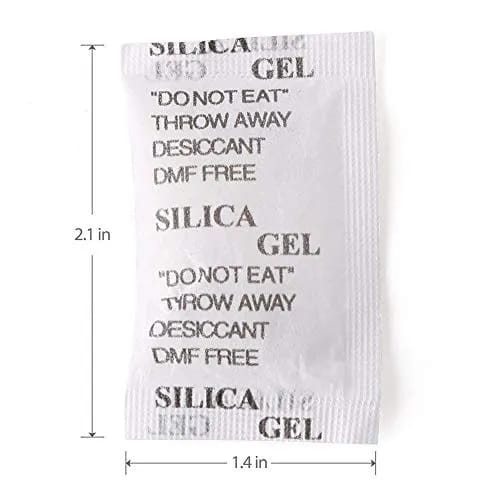 SILICA
GEL
"DO NOT EAT"
THROW AWAY
DESICCANT
DMF FREE
SILICA
GEL
2.1 in
"DO NOT EAT"
THROW AWAY
DESICCANT
DMF FREE
SILICA
GEL
1.4 in